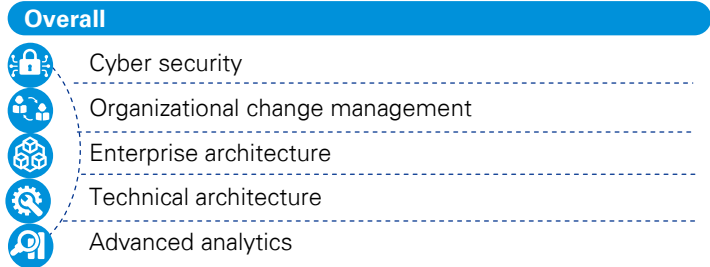 Overall
Cyber security
Organizational change management
Enterprise architecture
Technical architecture
Advanced analytics